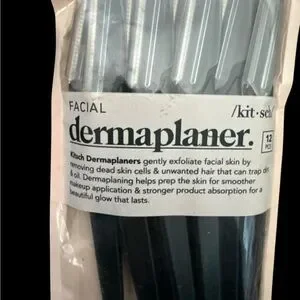 FACIAL
/kit·sch/
dermaplaner.
12
PCS
Kitsch Dermaplaners gently exfoliate facial skin by
removing dead skin cells & unwanted hair that can trap
& oil. Dermaplaning helps prep the skin for smoother
makeup application & stronger product absorption for a
beautiful glow that lasts.